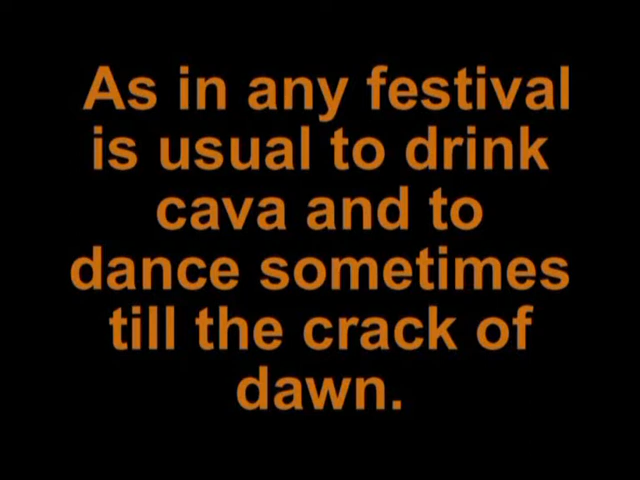 As in any festival
is usual to drink
cava and to
dance sometimes
till the crack of
dawn.